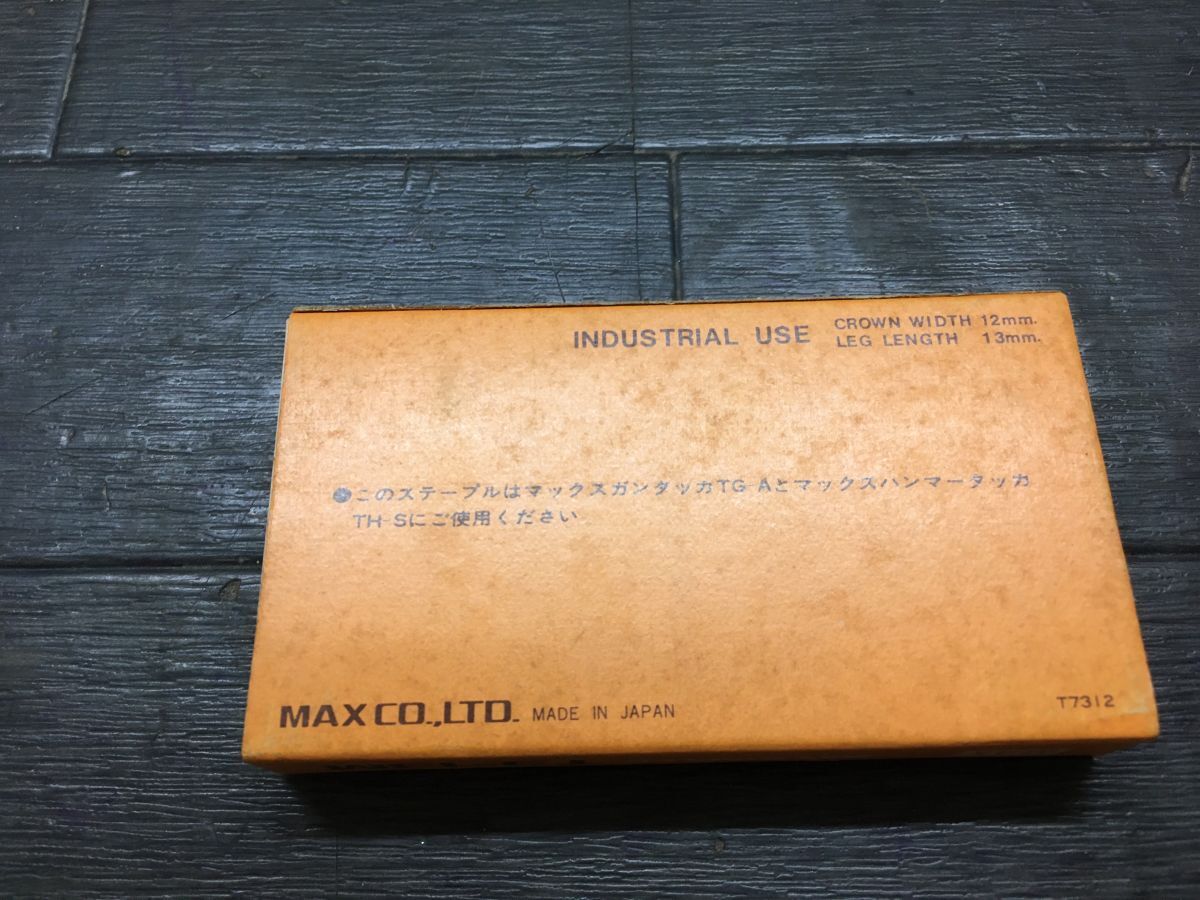 INDUSTRIAL USE
CROWN WIDTH 12mm.
LEG LENGTH 13mm.
●このステープルはマックスガンタッカTG-Aとマックスハンマータッカ
TH-Sにご使用ください
MAX CO.,LTD. MADE IN JAPAN
T7312